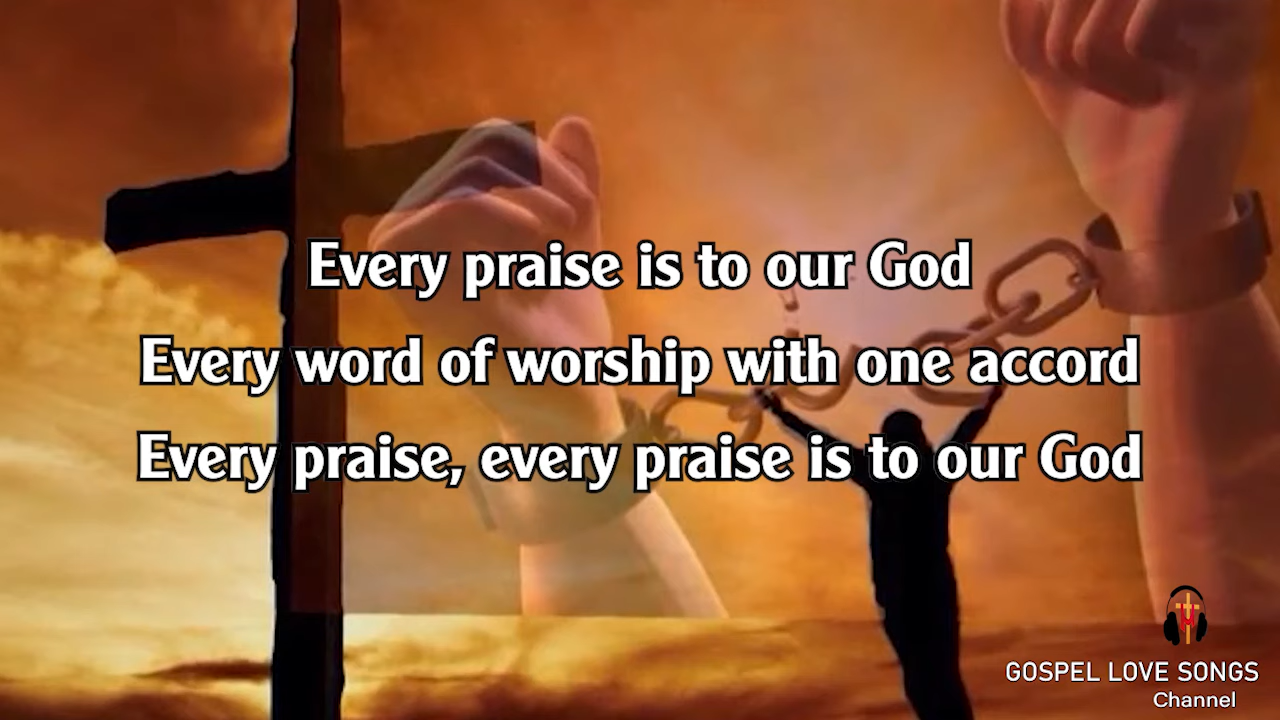 Every praise is to our God
Every word of worship with one accord
Every praise, every praise is to our God
GOSPEL LOVE SONGS
Channel